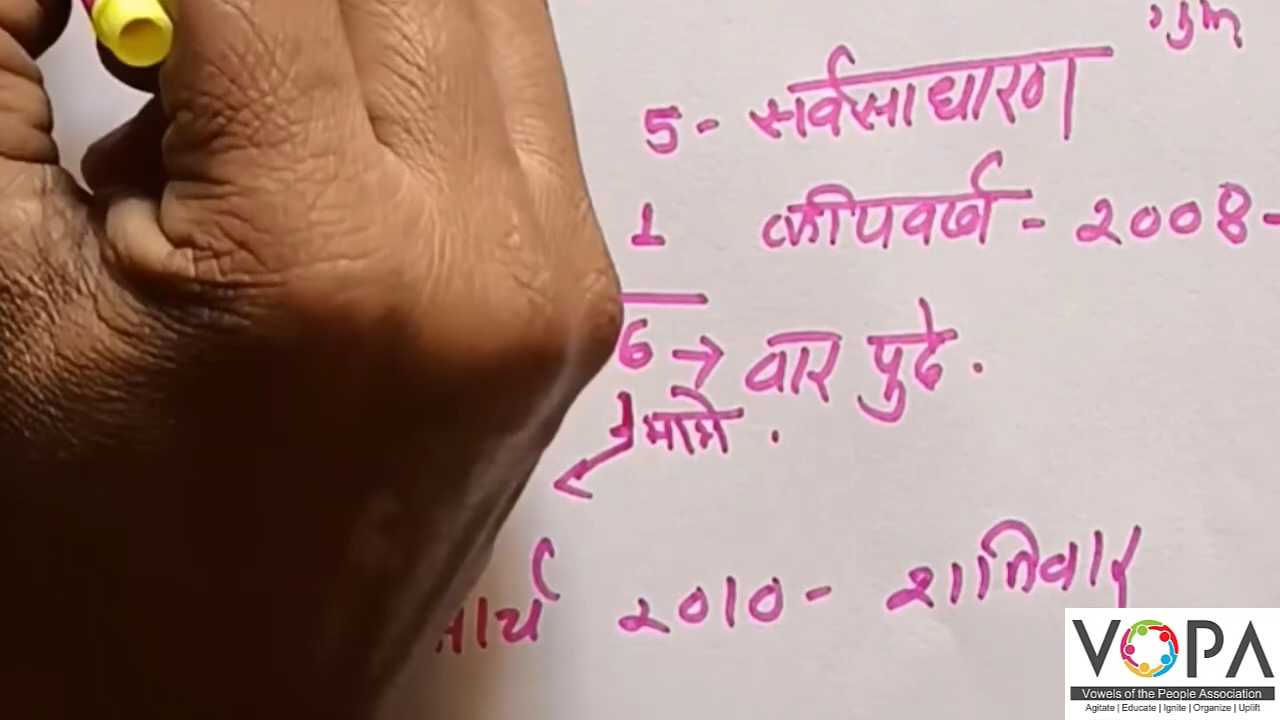 5 - सर्वसाधारण
1 लीपवर्ष - 2008-
6 → वार पुढे .
मार्च 2010 - शनिवार
VOPA
Vowels of the People Association
Agitate | Educate | Ignite | Organize | Uplift